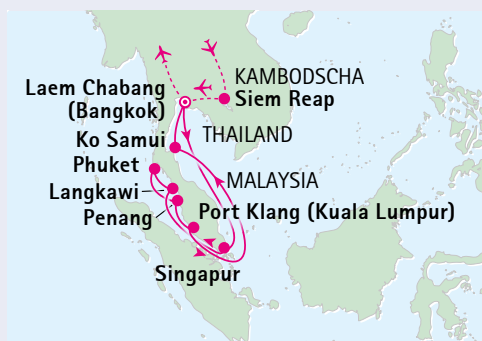 KAMBODSCHA
Siem Reap
Laem Chabang
(Bangkok)
Ko Samui
THAILAND
Phuket
MALAYSIA
Langkawi
Penang
Port Klang (Kuala Lumpur)
Singapur